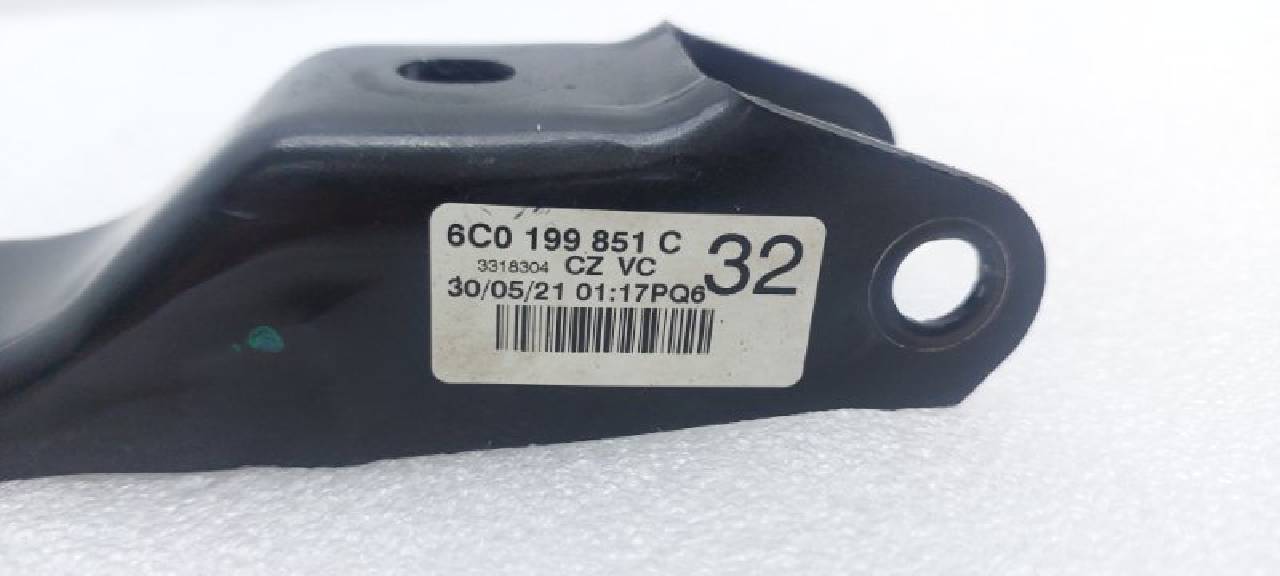 6C0 199 851 C
32
3318304 CZ VC
30/05/21 01:17PQ6